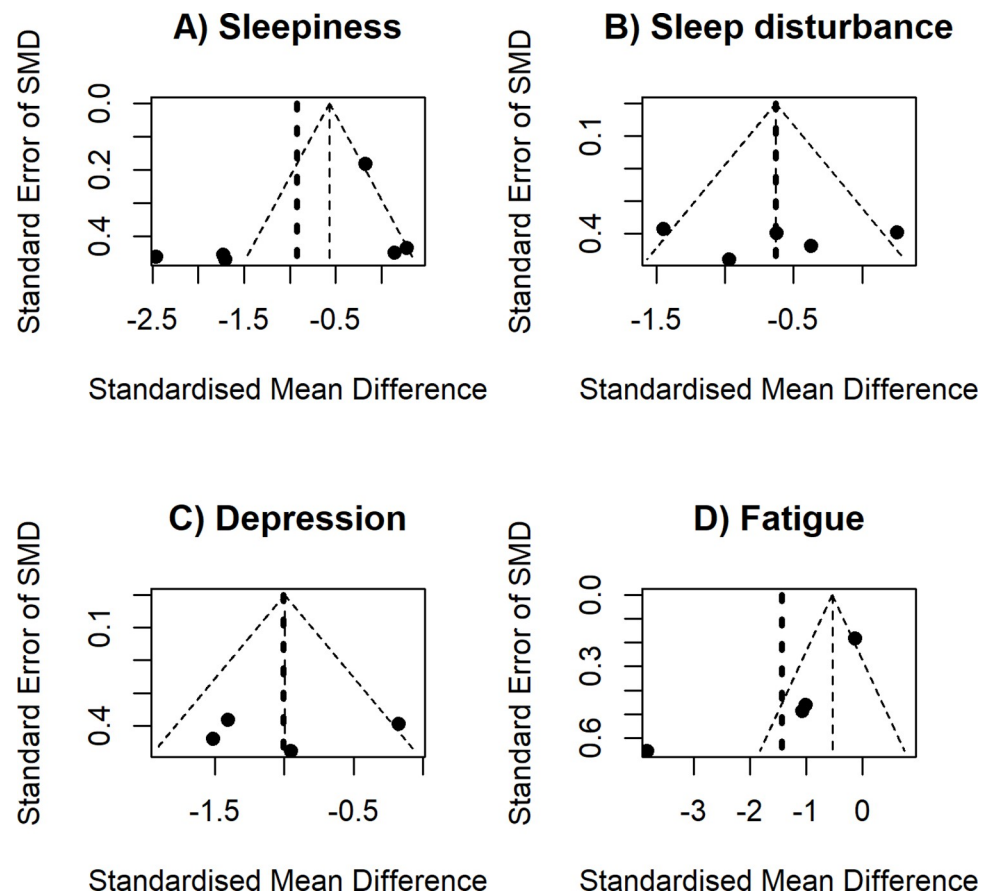 A) Sleepiness
Standard Error of SMD
0.0
0.2
0.4
-2.5 -1.5 -0.5
Standardised Mean Difference
B) Sleep disturbance
Standard Error of SMD
0.1
0.4
-1.5 -0.5
Standardised Mean Difference
C) Depression
Standard Error of SMD
0.1
0.4
-1.5 -0.5
Standardised Mean Difference
D) Fatigue
Standard Error of SMD
0.0
0.3
0.6
-3 -2 -1 0
Standardised Mean Difference